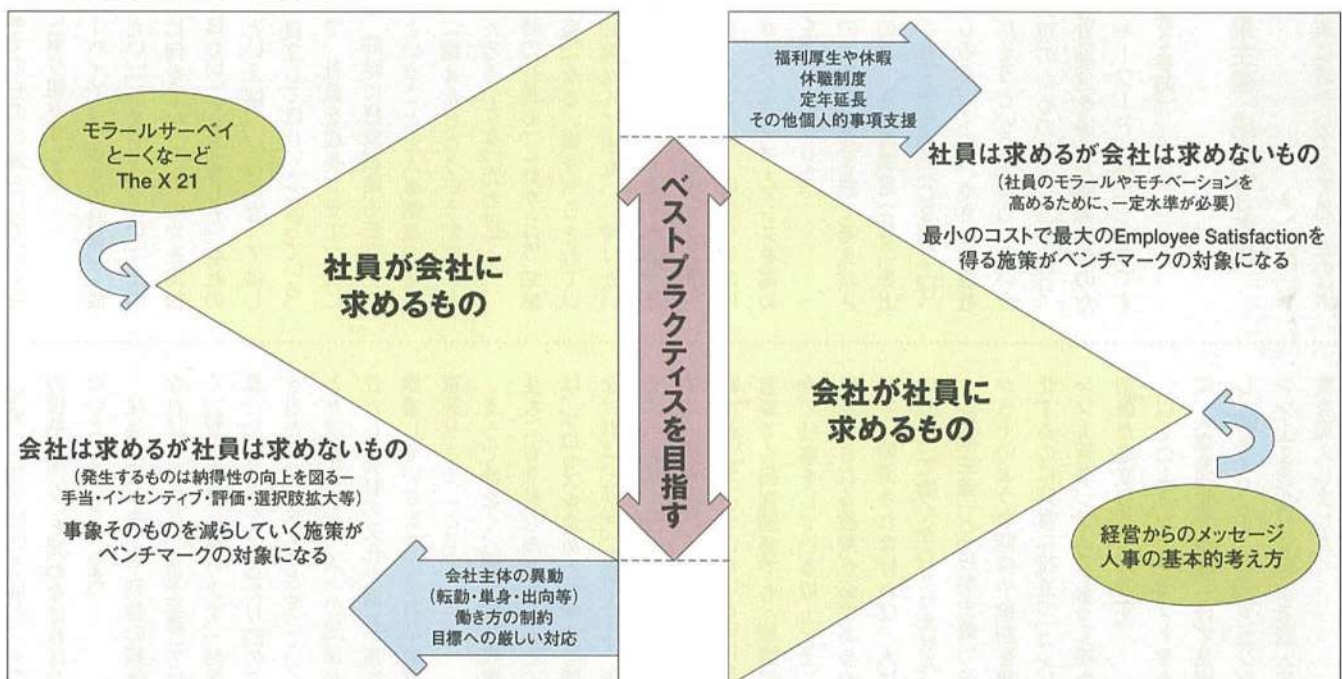 モラールサーベイ
とーくなーど
The X 21
社員が会社に
求めるもの
会社は求めるが社員は求めないもの
(発生するものは納得性の向上を図るー
手当・インセンティブ・評価・選択肢拡大等)
事象そのものを減らしていく施策が
ベンチマークの対象になる
会社主体の異動
(転勤・単身・出向等)
働き方の制約
目標への厳しい対応
ベストプラクティスを目指す
福利厚生や休暇
休職制度
定年延長
その他個人的事項支援
社員は求めるが会社は求めないもの
(社員のモラールやモチベーションを
高めるために、一定水準が必要)
最小のコストで最大のEmployee Satisfactionを
得る施策がベンチマークの対象になる
会社が社員に
求めるもの
経営からのメッセージ
人事の基本的考え方